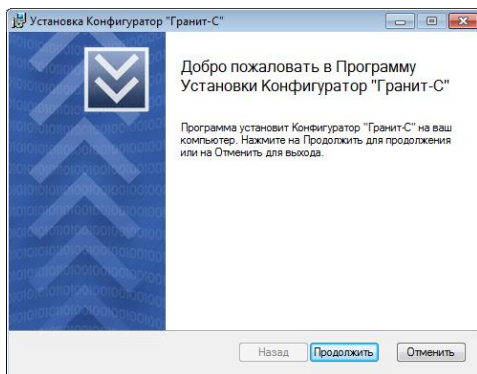 Установка Конфигуратор "Гранит-С"
Добро пожаловать в Программу
Установки Конфигуратор "Гранит-С"
Программа установит Конфигуратор "Гранит-С" на ваш
компьютер. Нажмите на Продолжить для продолжения
или на Отменить для выхода.
Назад Продолжить Отменить